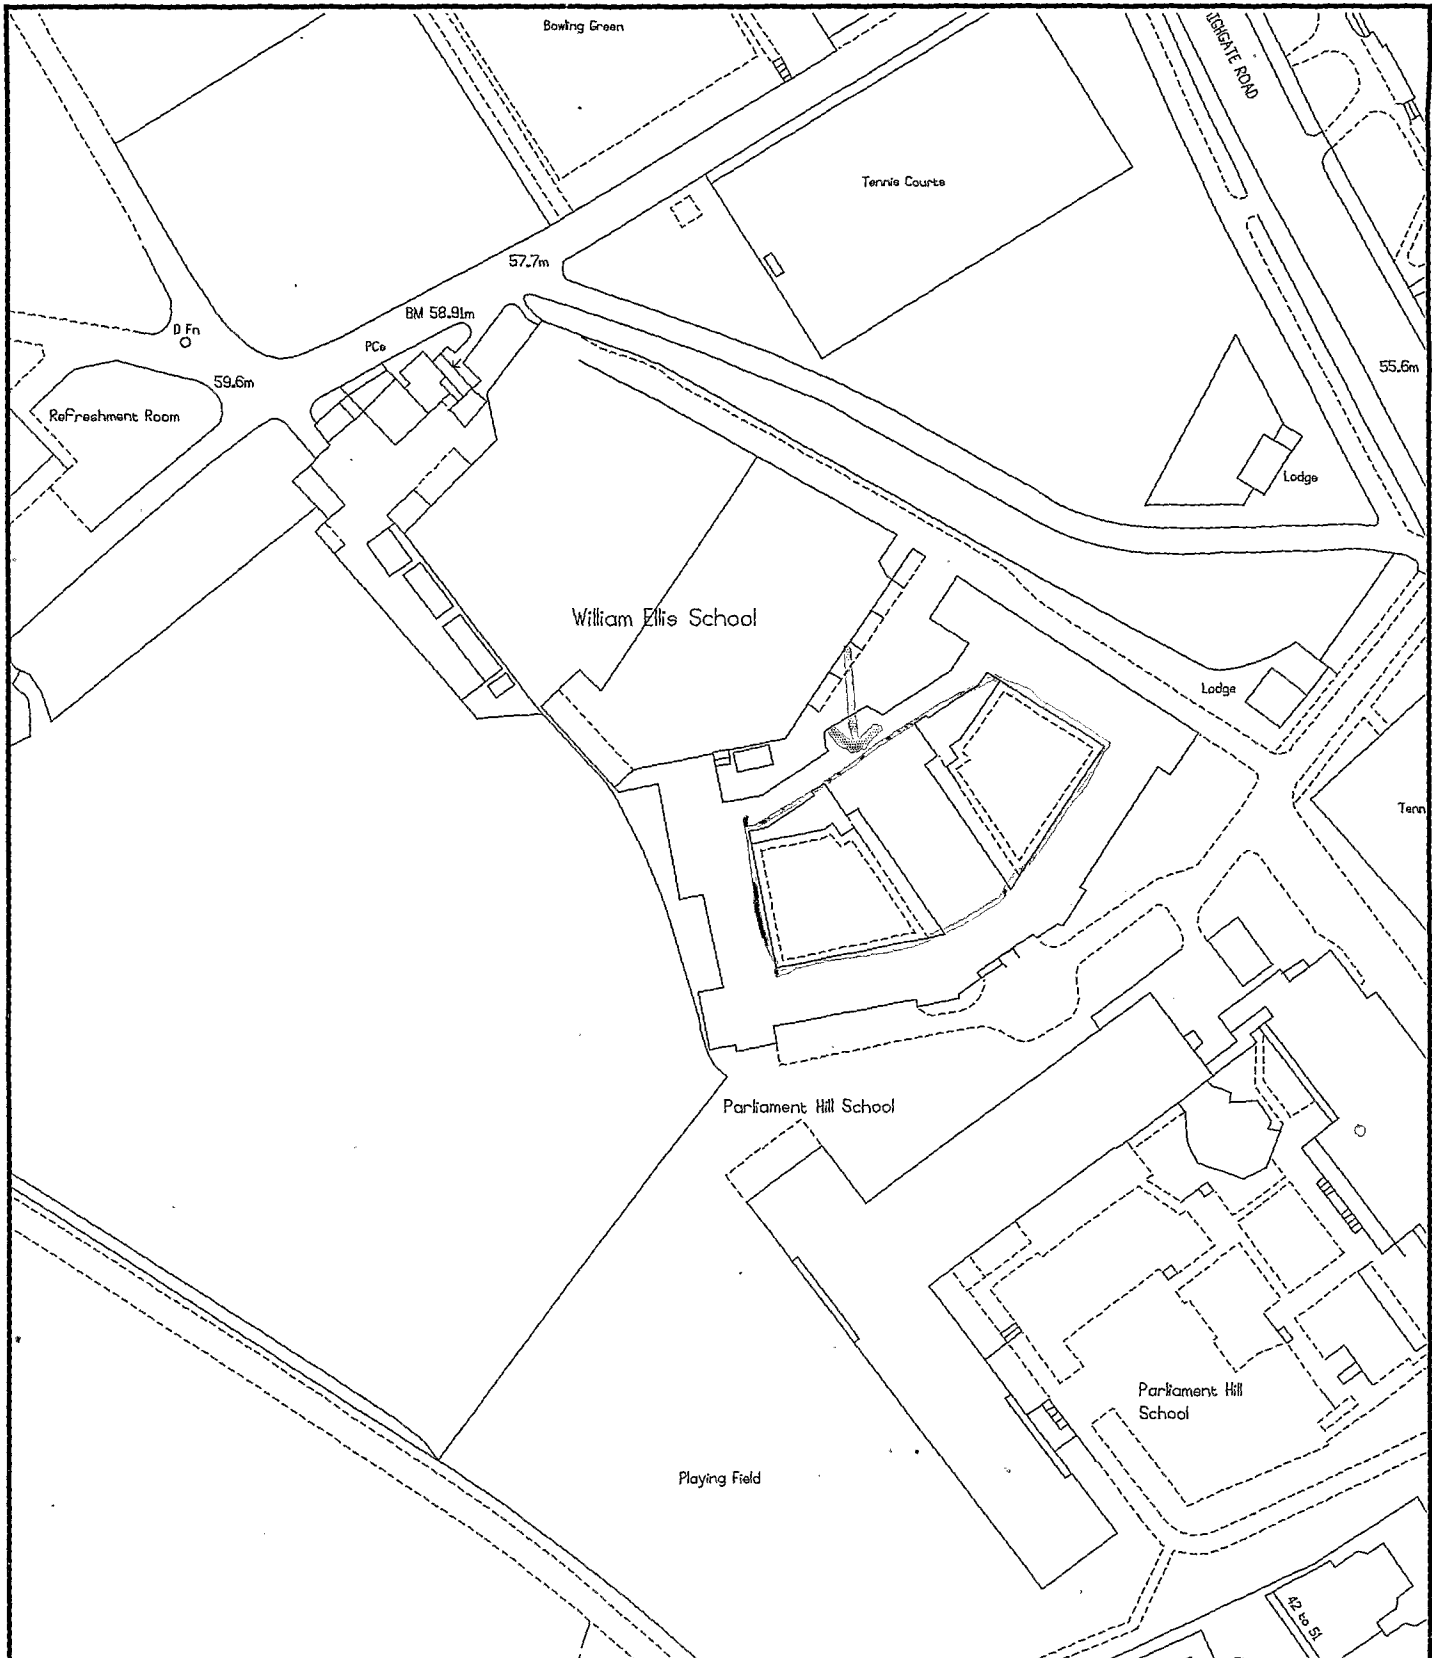 Bowling Green
HIGHGATE ROAD
Tennis Courts
57.7m
BM 58.91m
D Fn
PCs
59.6m
55.6m
Refreshment Room
Lodge
William Ellis School
Lodge
Tenn
Parliament Hill School
Parliament Hill
School
Playing Field
42 to 51